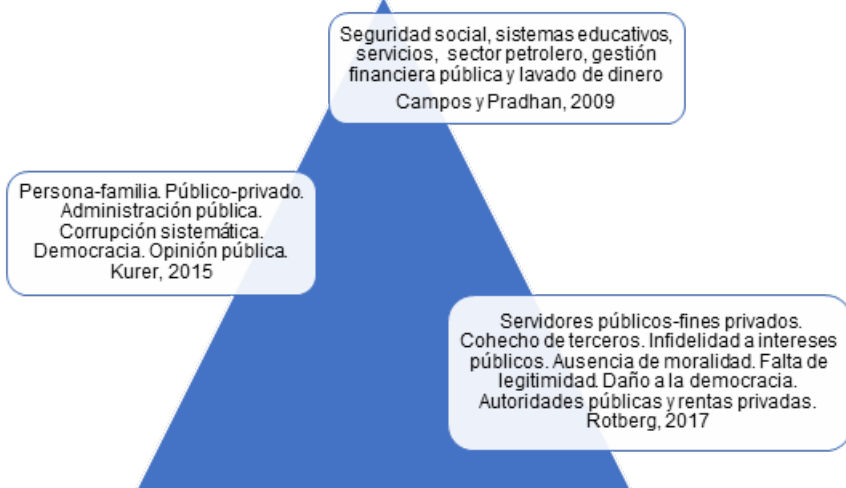 Seguridad social, sistemas educativos,
servicios, sector petrolero, gestión
financiera pública y lavado de dinero
Campos y Pradhan, 2009
Persona-familia. Público-privado.
Administración pública.
Corrupción sistemática.
Democracia. Opinión pública.
Kurer, 2015
Servidores públicos-fines privados.
Cohecho de terceros. Infidelidad a intereses
públicos. Ausencia de moralidad. Falta de
legitimidad. Daño a la democracia.
Autoridades públicas y rentas privadas.
Rotberg, 2017